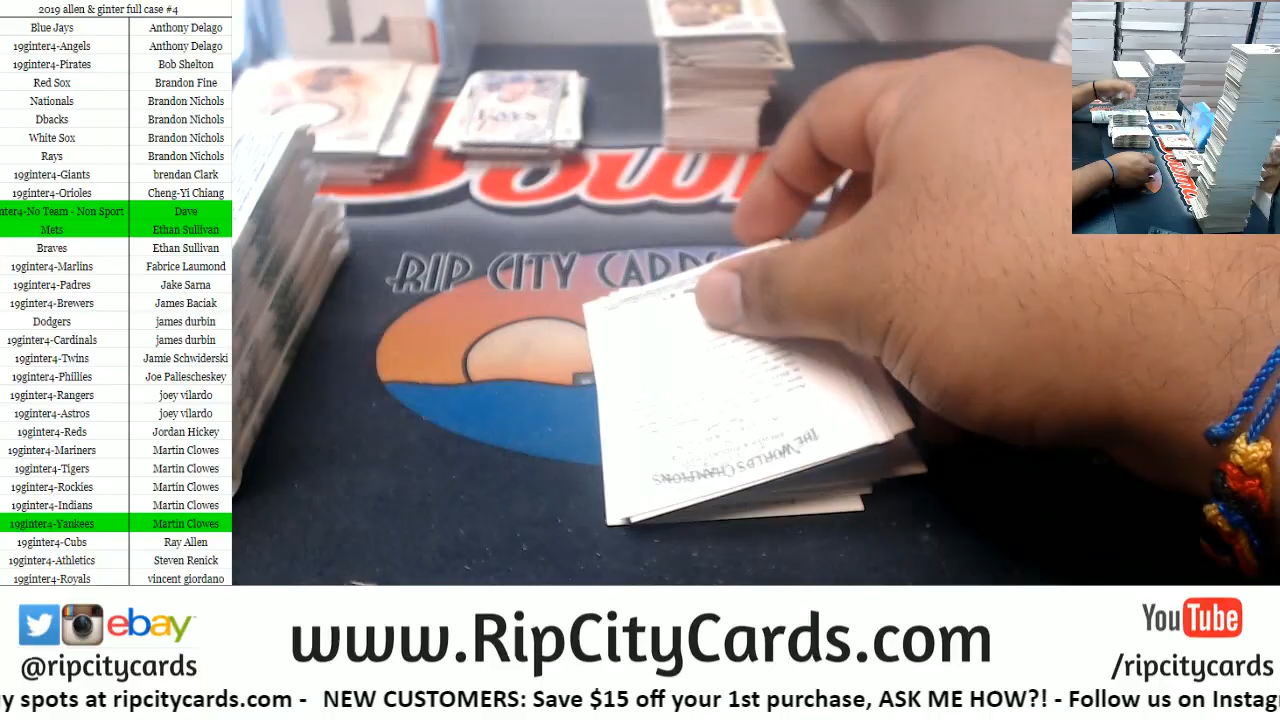 2019 allen & ginter full case #4
Blue Jays Anthony Delago
19ginter4-Angels Anthony Delago
19ginter4-Pirates Bob Shelton
Red Sox Brandon Fine
Nationals Brandon Nichols
Dbacks Brandon Nichols
White Sox Brandon Nichols
Rays Brandon Nichols
19ginter4-Giants brendan Clark
19ginter4-Orioles Cheng-Yi Chiang
nter4-No Team - Non Sport Dave
Mets Ethan Sullivan
Braves Ethan Sullivan
19ginter4-Marlins Fabrice Laumond
19ginter4-Padres Jake Sarna
19ginter4-Brewers James Baciak
Dodgers james durbin
19ginter4-Cardinals james durbin
19ginter4-Twins Jamie Schwiderski
19ginter4-Phillies Joe Paliescheskey
19ginter4-Rangers joey vilardo
19ginter4-Astros joey vilardo
19ginter4-Reds Jordan Hickey
19ginter4-Mariners Martin Clowes
19ginter4-Tigers Martin Clowes
19ginter4-Rockies Martin Clowes
19ginter4-Indians Martin Clowes
19ginter4-Yankees Martin Clowes
19ginter4-Cubs Ray Allen
19ginter4-Athletics Steven Renick
19ginter4-Royals vincent giordano
RIP CITY CARDS
THE WORLD'S CHAMPIONS
ebay
@ripcitycards
www.RipCityCards.com
YouTube
/ripcitycards
y spots at ripcitycards.com - NEW CUSTOMERS: Save $15 off your 1st purchase, ASK ME HOW?! - Follow us on Instag